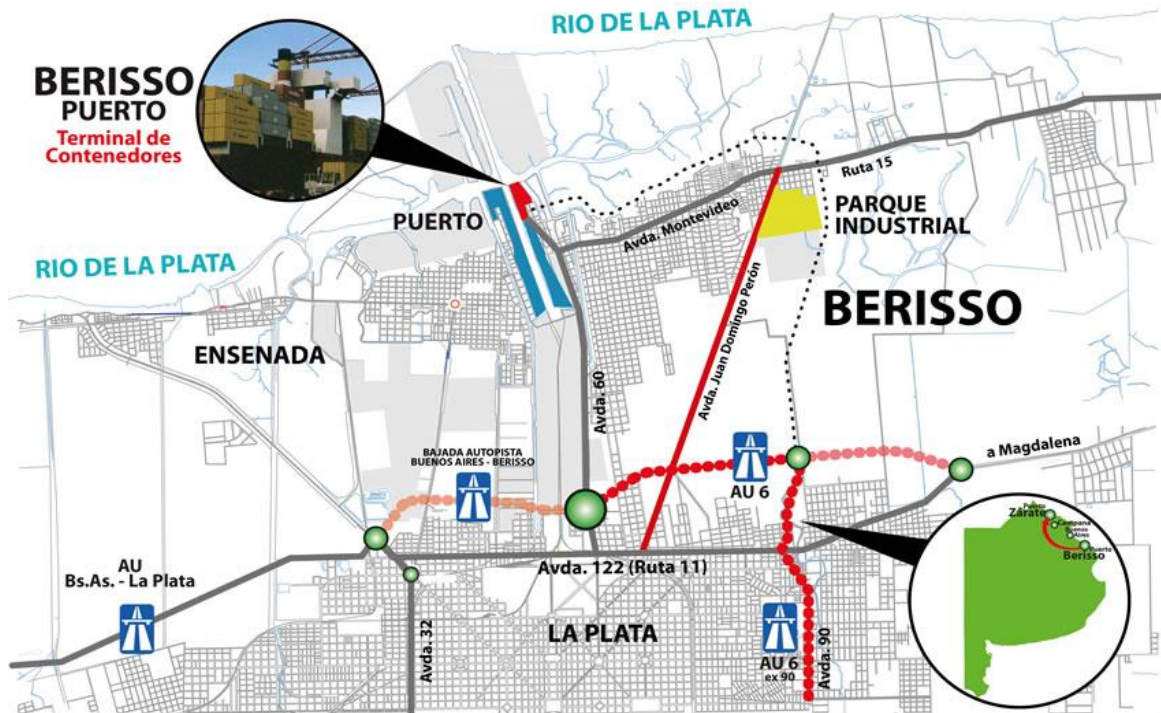 RIO DE LA PLATA
BERISSO
PUERTO
Terminal de
Contenedores
Ruta 15
PUERTO
Avda. Montevideo
PARQUE
INDUSTRIAL
RIO DE LA PLATA
BERISSO
ENSENADA
Avda. Juan Domingo Perón
Avda. 60
BAJADA AUTOPISTA
BUENOS AIRES - BERISSO
AU 6
a Magdalena
Puerto
Zárate
Campana
Buenos
Aires
Puerto
Berisso
AU
Bs.As. - La Plata
Avda. 122 (Ruta 11)
LA PLATA
Avda. 32
AU 6
ex 90
Avda. 90